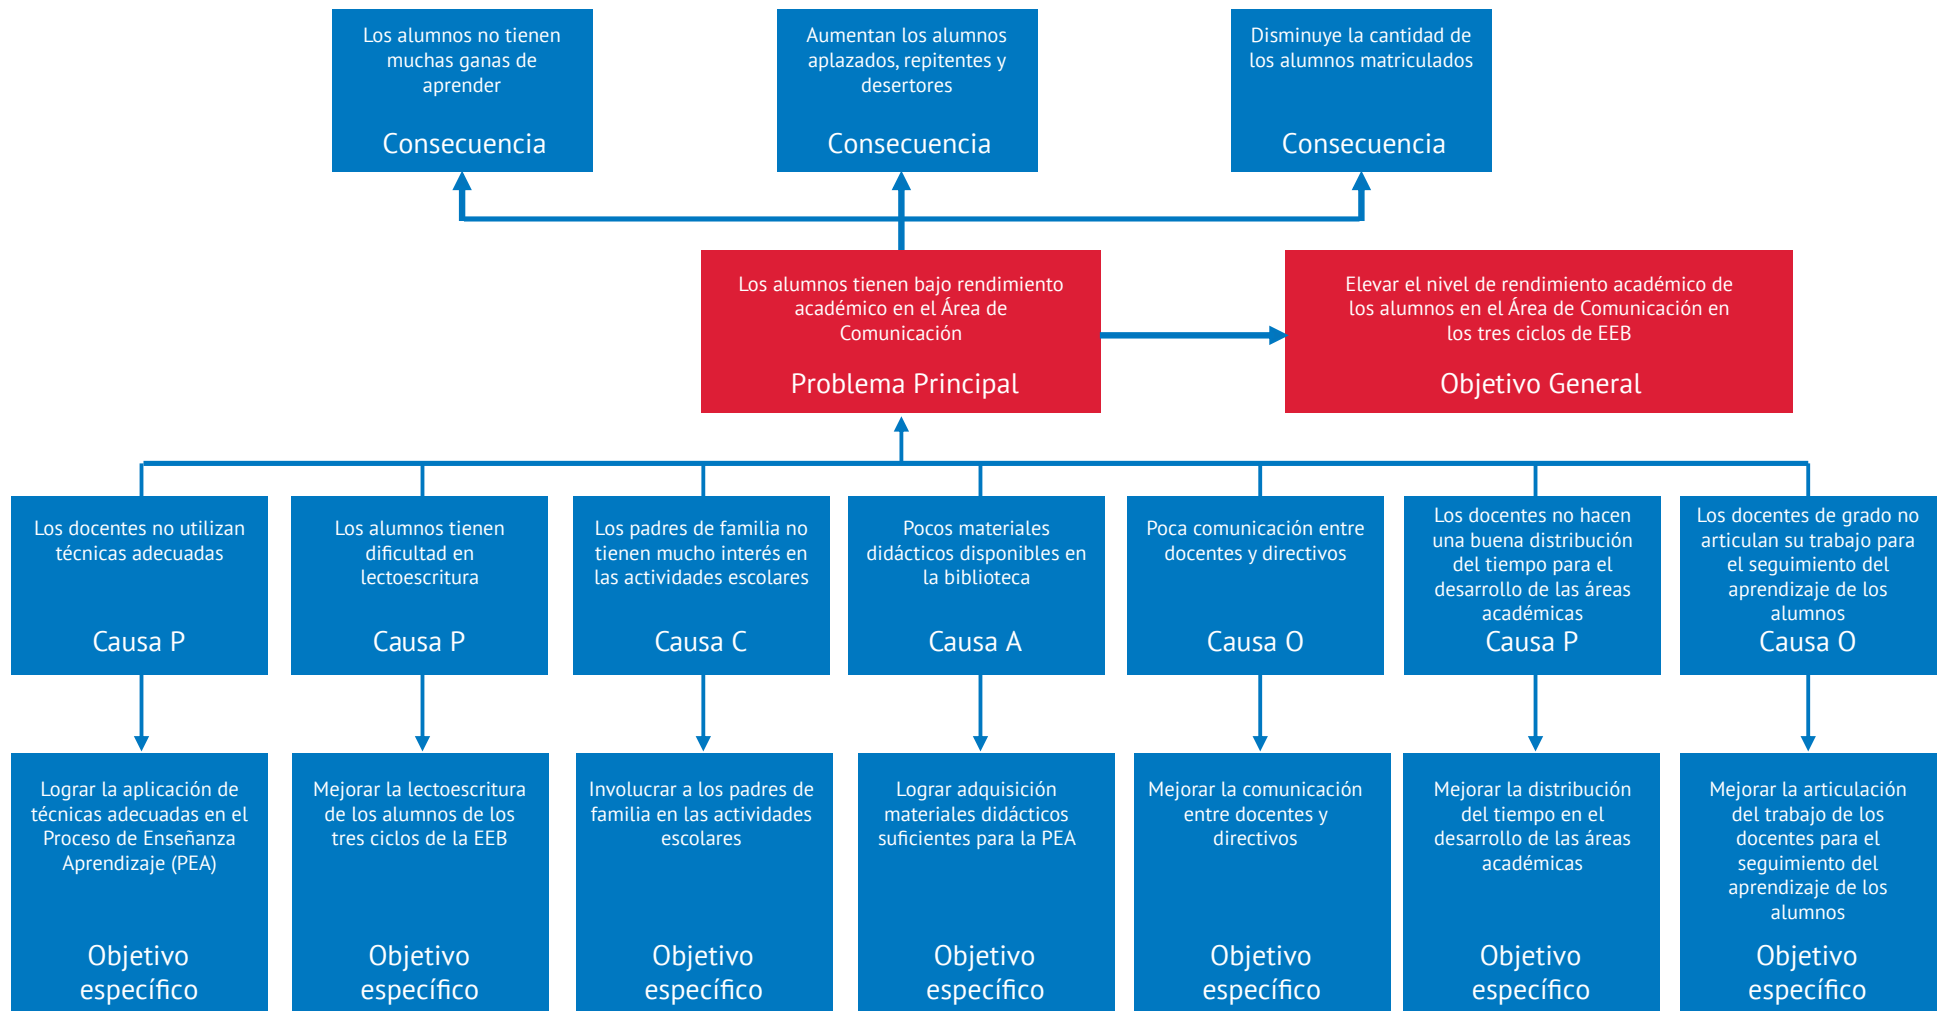 Los alumnos no tienen
muchas ganas de
aprender
Consecuencia
Aumentan los alumnos
aplazados, repitentes y
desertores
Consecuencia
Disminuye la cantidad de
los alumnos matriculados
Consecuencia
Los alumnos tienen bajo rendimiento
académico en el Área de
Comunicación
Problema Principal
Elevar el nivel de rendimiento académico de
los alumnos en el Área de Comunicación en
los tres ciclos de EEB
Objetivo General
Los docentes no utilizan
técnicas adecuadas
Causa P
Los alumnos tienen
dificultad en
lectoescritura
Causa P
Los padres de familia no
tienen mucho interés en
las actividades escolares
Causa C
Pocos materiales
didácticos disponibles en
la biblioteca
Causa A
Poca comunicación entre
docentes y directivos
Causa O
Los docentes no hacen
una buena distribución
del tiempo para el
desarrollo de las áreas
académicas
Causa P
Los docentes de grado no
articulan su trabajo para
el seguimiento del
aprendizaje de los
alumnos
Causa O
Lograr la aplicación de
técnicas adecuadas en el
Proceso de Enseñanza
Aprendizaje (PEA)
Objetivo
específico
Mejorar la lectoescritura
de los alumnos de los
tres ciclos de la EEB
Objetivo
específico
Involucrar a los padres de
familia en las actividades
escolares
Objetivo
específico
Lograr adquisición
materiales didácticos
suficientes para la PEA
Objetivo
específico
Mejorar la comunicación
entre docentes y
directivos
Objetivo
específico
Mejorar la distribución
del tiempo en el
desarrollo de las áreas
académicas
Objetivo
específico
Mejorar la articulación
del trabajo de los
docentes para el
seguimiento del
aprendizaje de los
alumnos
Objetivo
específico